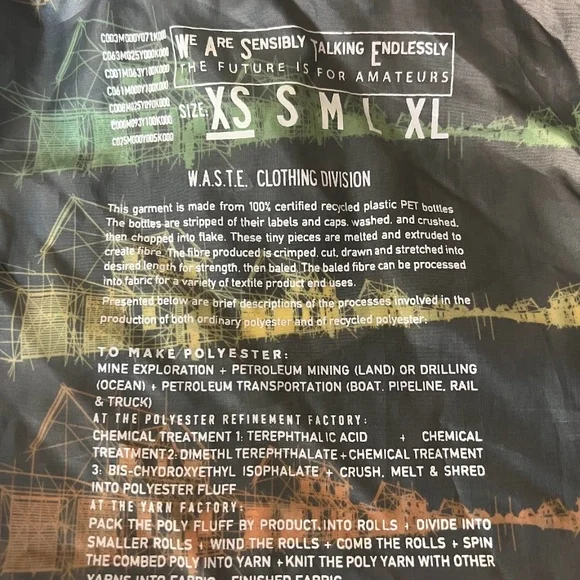 C003M000Y071K000
C063M025Y000K000
C001M063Y100K000
C061M000Y100K000
C008M025Y090K000
C000M093Y100K000
C025M000Y005K000
WE ARE SENSIBLY TALKING ENDLESSLY
THE FUTURE IS FOR AMATEURS
SIZE: XS S M L XL
W.A.S.T.E. CLOTHING DIVISION
This garment is made from 100% certified recycled plastic PET bottles
The bottles are stripped of their labels and caps, washed, and crushed,
then chopped into flake. These tiny pieces are melted and extruded to
create fibre. The fibre produced is crimped, cut, drawn and stretched into
desired length for strength, then baled. The baled fibre can be processed
into fabric for a variety of textile product end uses.
Presented below are brief descriptions of the processes involved in the
production of both ordinary polyester and of recycled polyester:
TO MAKE POLYESTER:
MINE EXPLORATION + PETROLEUM MINING (LAND) OR DRILLING
(OCEAN) + PETROLEUM TRANSPORTATION (BOAT, PIPELINE, RAIL
& TRUCK)
AT THE POLYESTER REFINEMENT FACTORY:
CHEMICAL TREATMENT 1: TEREPHTHALIC ACID + CHEMICAL
TREATMENT 2: DIMETHL TEREPHTHALATE + CHEMICAL TREATMENT
3: BIS-CHYDROXYETHYL ISOPHALATE + CRUSH, MELT & SHRED
INTO POLYESTER FLUFF
AT THE YARN FACTORY:
PACK THE POLY FLUFF BY PRODUCT, INTO ROLLS + DIVIDE INTO
SMALLER ROLLS + WIND THE ROLLS + COMB THE ROLLS + SPIN
THE COMBED POLY INTO YARN + KNIT THE POLY YARN WITH OTHER
YARNS INTO FABRIC = FINISHED FABRIC